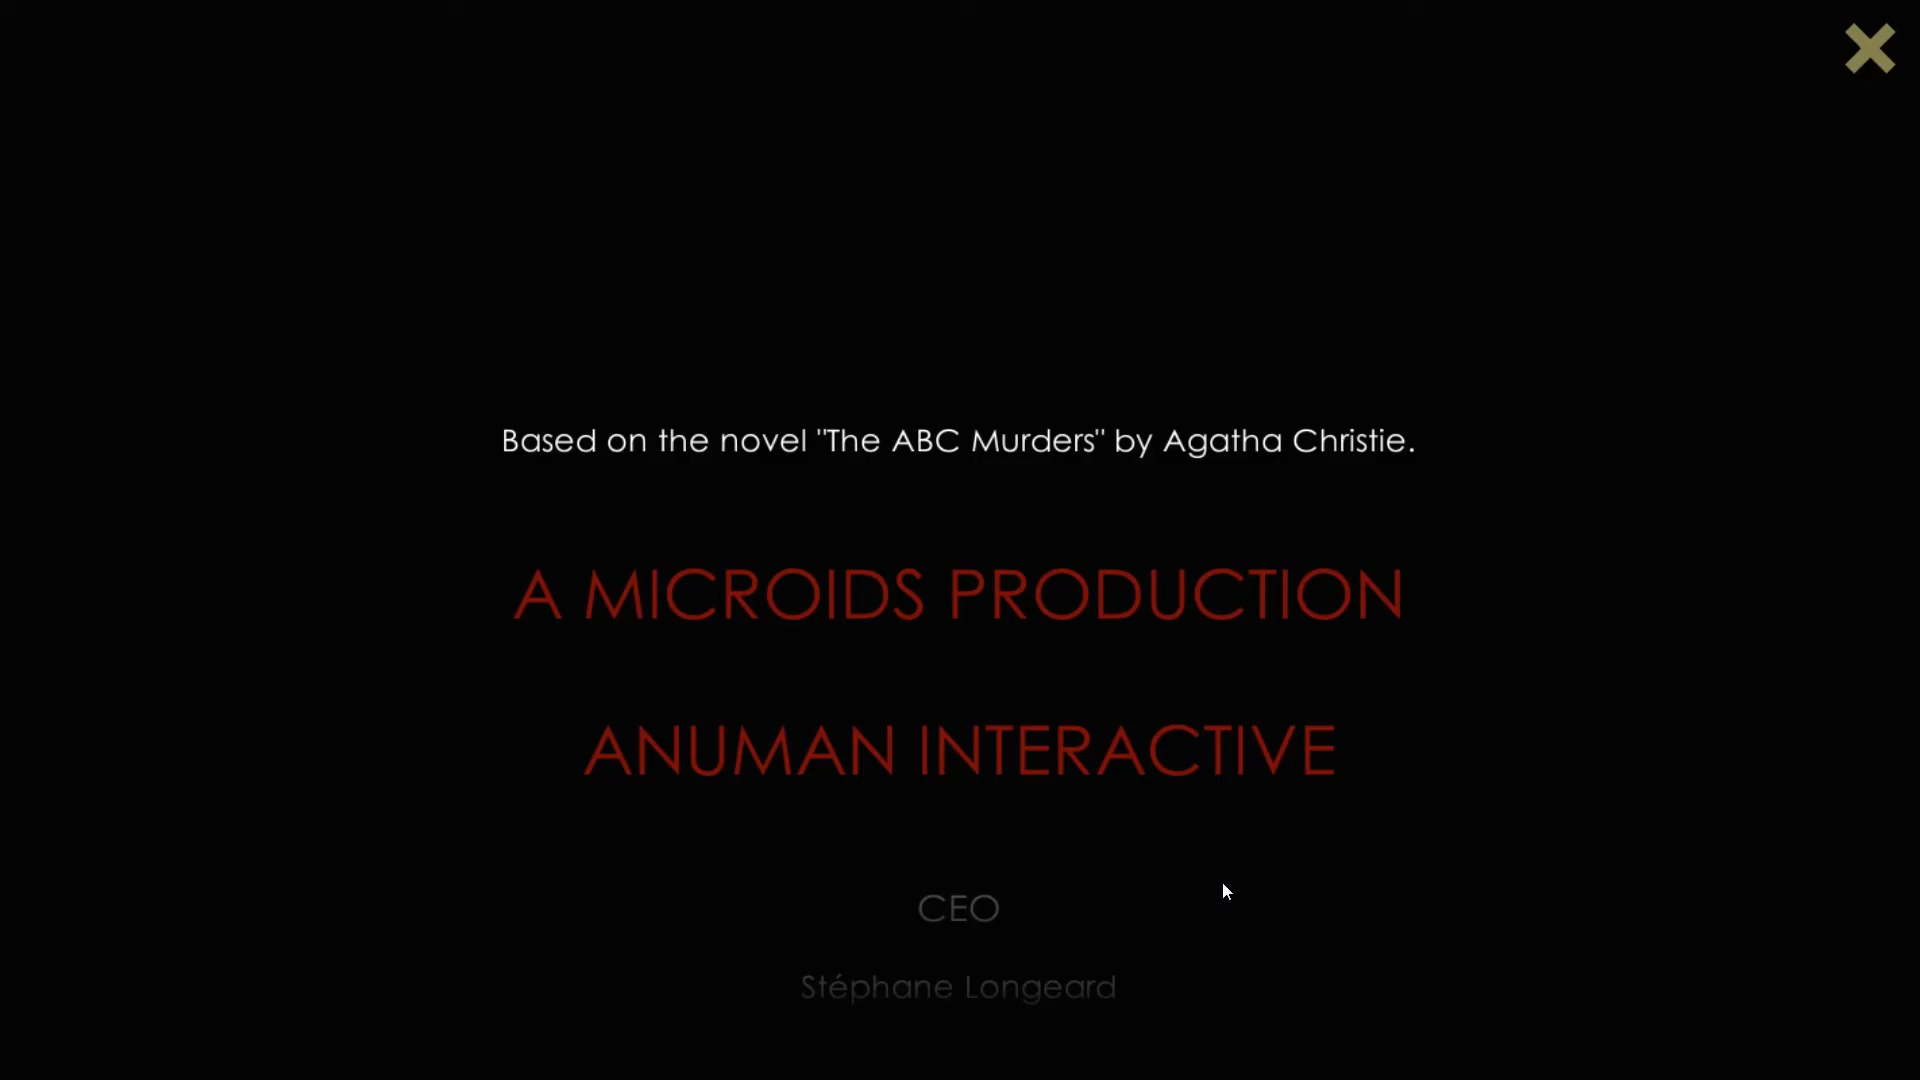 Based on the novel "The ABC Murders" by Agatha Christie.
A MICROIDS PRODUCTION
ANUMAN INTERACTIVE
CEO
Stéphane Longeard